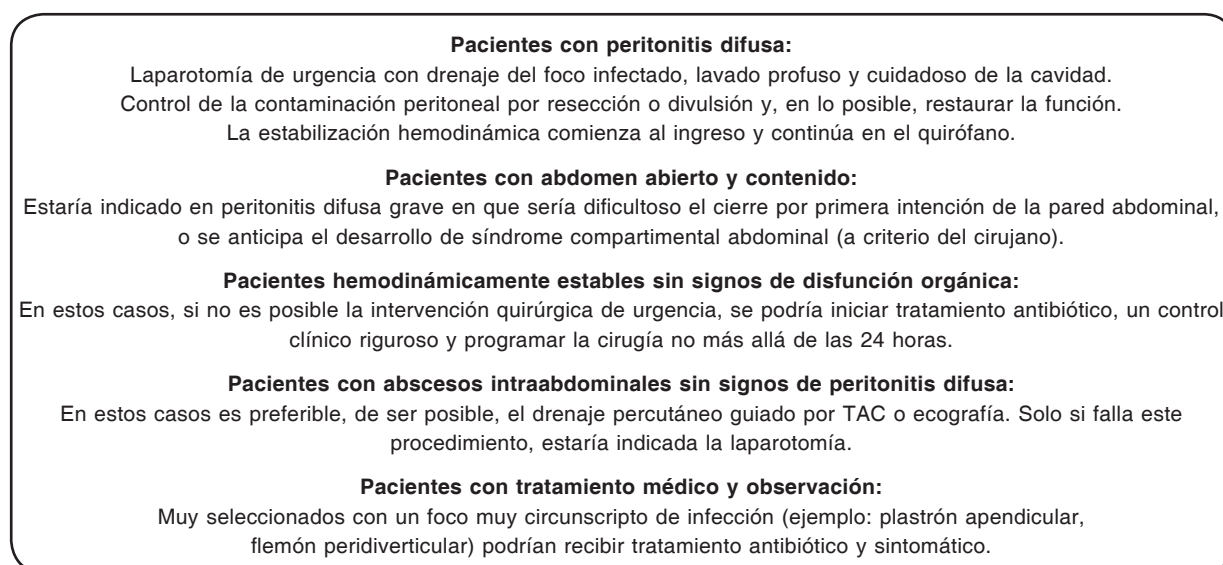 Pacientes con peritonitis difusa:
Laparotomía de urgencia con drenaje del foco infectado, lavado profuso y cuidadoso de la cavidad.
Control de la contaminación peritoneal por resección o divulsión y, en lo posible, restaurar la función.
La estabilización hemodinámica comienza al ingreso y continúa en el quirófano.
Pacientes con abdomen abierto y contenido:
Estaría indicado en peritonitis difusa grave en que sería dificultoso el cierre por primera intención de la pared abdominal,
o se anticipa el desarrollo de síndrome compartimental abdominal (a criterio del cirujano).
Pacientes hemodinámicamente estables sin signos de disfunción orgánica:
En estos casos, si no es posible la intervención quirúrgica de urgencia, se podría iniciar tratamiento antibiótico, un control
clínico riguroso y programar la cirugía no más allá de las 24 horas.
Pacientes con abscesos intraabdominales sin signos de peritonitis difusa:
En estos casos es preferible, de ser posible, el drenaje percutáneo guiado por TAC o ecografía. Solo si falla este
procedimiento, estaría indicada la laparotomía.
Pacientes con tratamiento médico y observación:
Muy seleccionados con un foco muy circunscripto de infección (ejemplo: plastrón apendicular,
flemón peridiverticular) podrían recibir tratamiento antibiótico y sintomático.